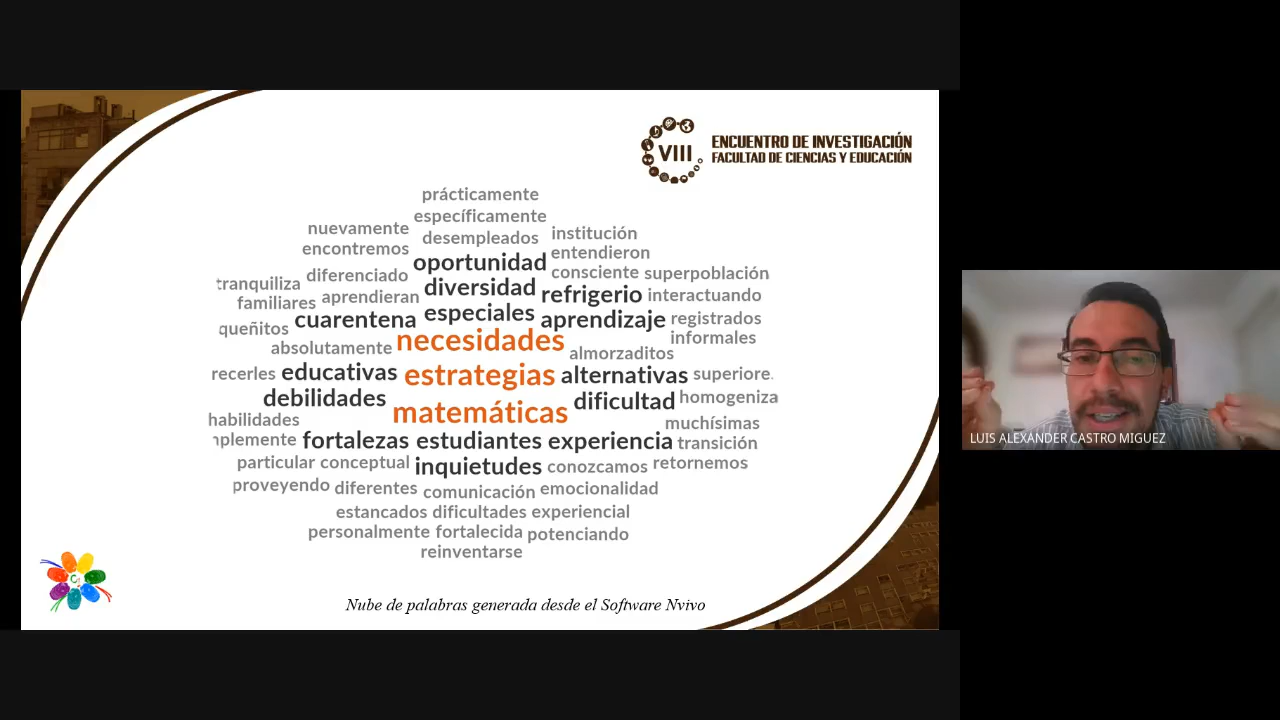 VIII
ENCUENTRO DE INVESTIGACIÓN
FACULTAD DE CIENCIAS Y EDUCACIÓN
prácticamente
específicamente
nuevamente desempleados institución
encontremos entendieron
oportunidad
tranquiliza diferenciado diversidad consciente superpoblación
familiares aprendieran refrigerio interactuando
queñitos cuarentena especiales aprendizaje registrados
absolutamente necesidades almorzaditos informales
recerles educativas estrategias alternativas superiore
debilidades dificultad homogeniza
habilidades matemáticas muchísimas
nplemente fortalezas estudiantes experiencia transición
particular conceptual inquietudes conozcamos retornemos
proveyendo diferentes comunicación emocionalidad
estancados dificultades experiencial
personalmente fortalecida potenciando
reinventarse
Nube de palabras generada desde el Software Nvivo
LUIS ALEXANDER CASTRO MIGUEZ